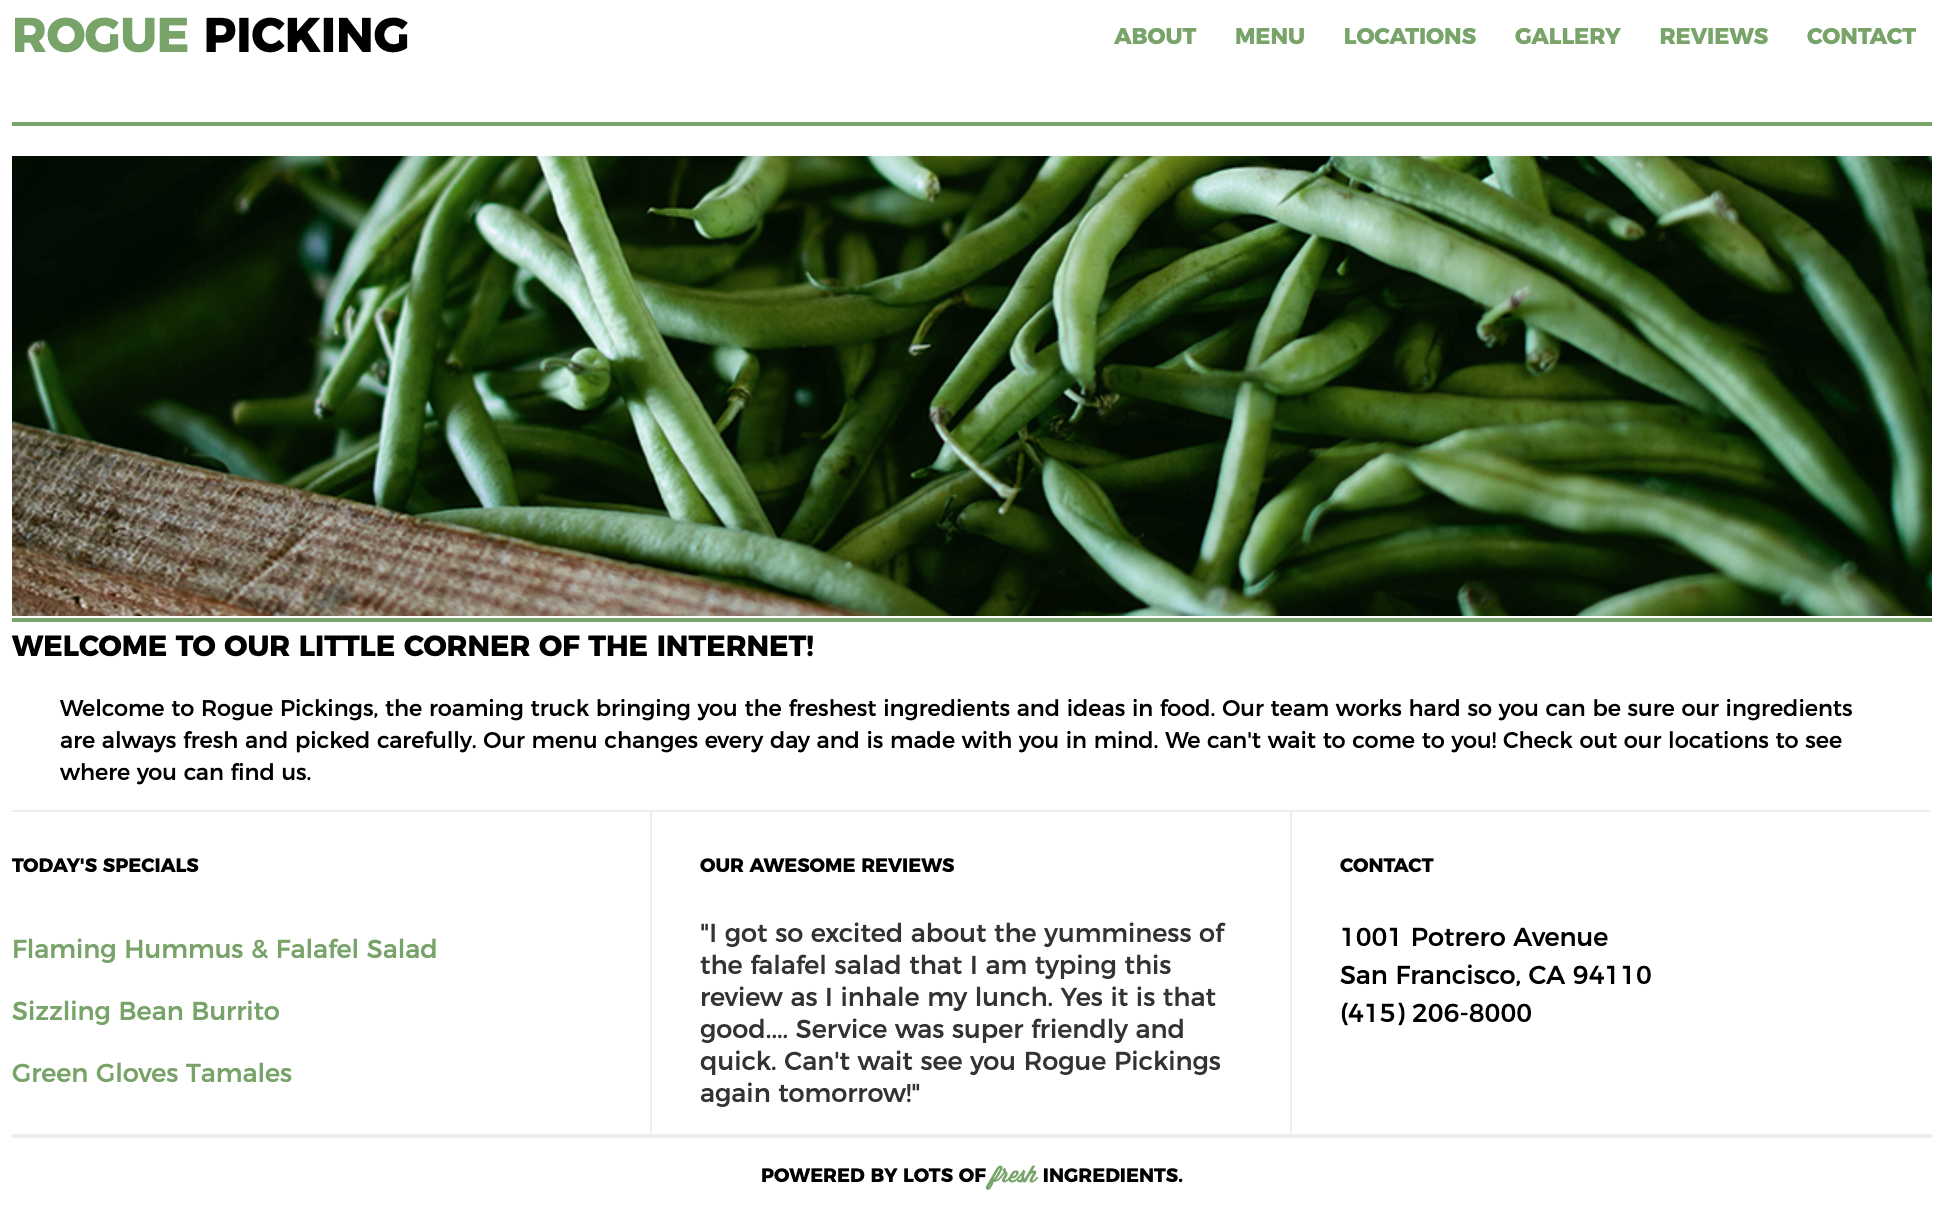 ROGUE PICKING
ABOUT MENU LOCATIONS GALLERY REVIEWS CONTACT
WELCOME TO OUR LITTLE CORNER OF THE INTERNET!
Welcome to Rogue Pickings, the roaming truck bringing you the freshest ingredients and ideas in food. Our team works hard so you can be sure our ingredients
are always fresh and picked carefully. Our menu changes every day and is made with you in mind. We can't wait to come to you! Check out our locations to see
where you can find us.
TODAY'S SPECIALS
Flaming Hummus & Falafel Salad
Sizzling Bean Burrito
Green Gloves Tamales
OUR AWESOME REVIEWS
"I got so excited about the yumminess of
the falafel salad that I am typing this
review as I inhale my lunch. Yes it is that
good.... Service was super friendly and
quick. Can't wait see you Rogue Pickings
again tomorrow!"
CONTACT
1001 Potrero Avenue
San Francisco, CA 94110
(415) 206-8000
POWERED BY LOTS OF fresh INGREDIENTS.